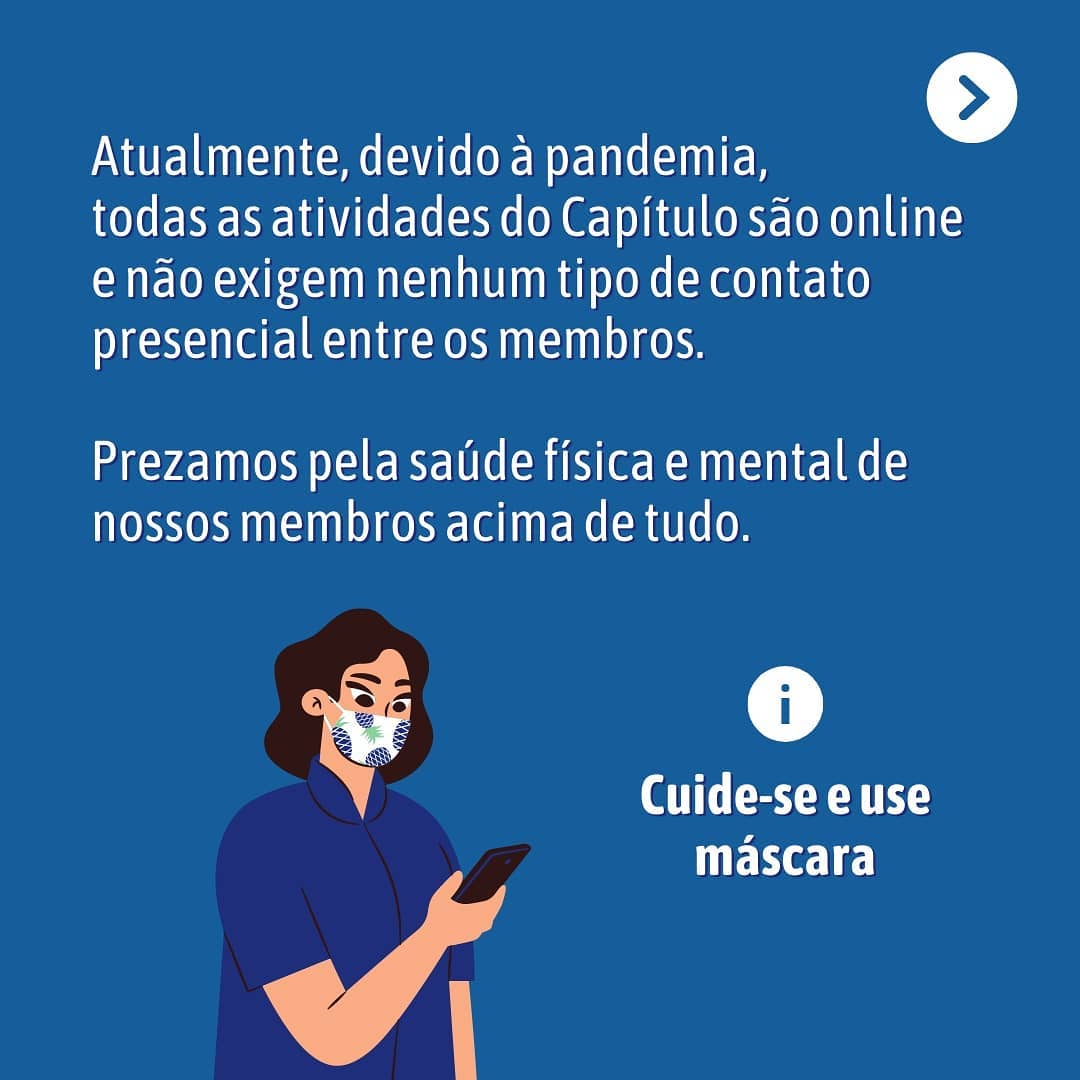 Atualmente, devido à pandemia,
todas as atividades do Capítulo são online
e não exigem nenhum tipo de contato
presencial entre os membros.
Prezamos pela saúde física e mental de
nossos membros acima de tudo.
i
Cuide-se e use
máscara